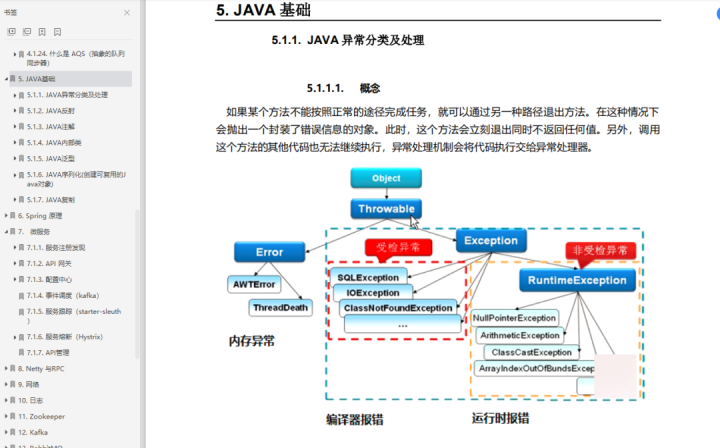 书签
4.1.24. 什么是 AQS（抽象的队列
同步器）
5. JAVA基础
5.1.1. JAVA异常分类及处理
5.1.2. JAVA反射
5.1.3. JAVA注解
5.1.4. JAVA内部类
5.1.5. JAVA泛型
5.1.6. JAVA序列化(创建可复用的J
ava对象)
5.1.7. JAVA复制
6. Spring 原理
7. 微服务
7.1.1. 服务注册发现
7.1.2. API 网关
7.1.3. 配置中心
7.1.4. 事件调度（kafka）
7.1.5. 服务跟踪（starter-sleuth
）
7.1.6. 服务熔断（Hystrix）
7.1.7. API管理
8. Netty 与RPC
9. 网络
10. 日志
11. Zookeeper
12. Kafka
13. RabbitMQ
5. JAVA 基础
5.1.1. JAVA 异常分类及处理
5.1.1.1. 概念
如果某个方法不能按照正常的途径完成任务，就可以通过另一种路径退出方法。在这种情况下
会抛出一个封装了错误信息的对象。此时，这个方法会立刻退出同时不返回任何值。另外，调用
这个方法的其他代码也无法继续执行，异常处理机制会将代码执行交给异常处理器。
Object
Throwable
Error
受检异常
Exception
非受检异常
AWTError
ThreadDeath
内存异常
SQLException
IOException
ClassNotFoundException
...
RuntimeException
NullPointerException
ArithmeticException
ClassCastException
ArrayIndexOutOfBundsExcep
编译器报错
运行时报错